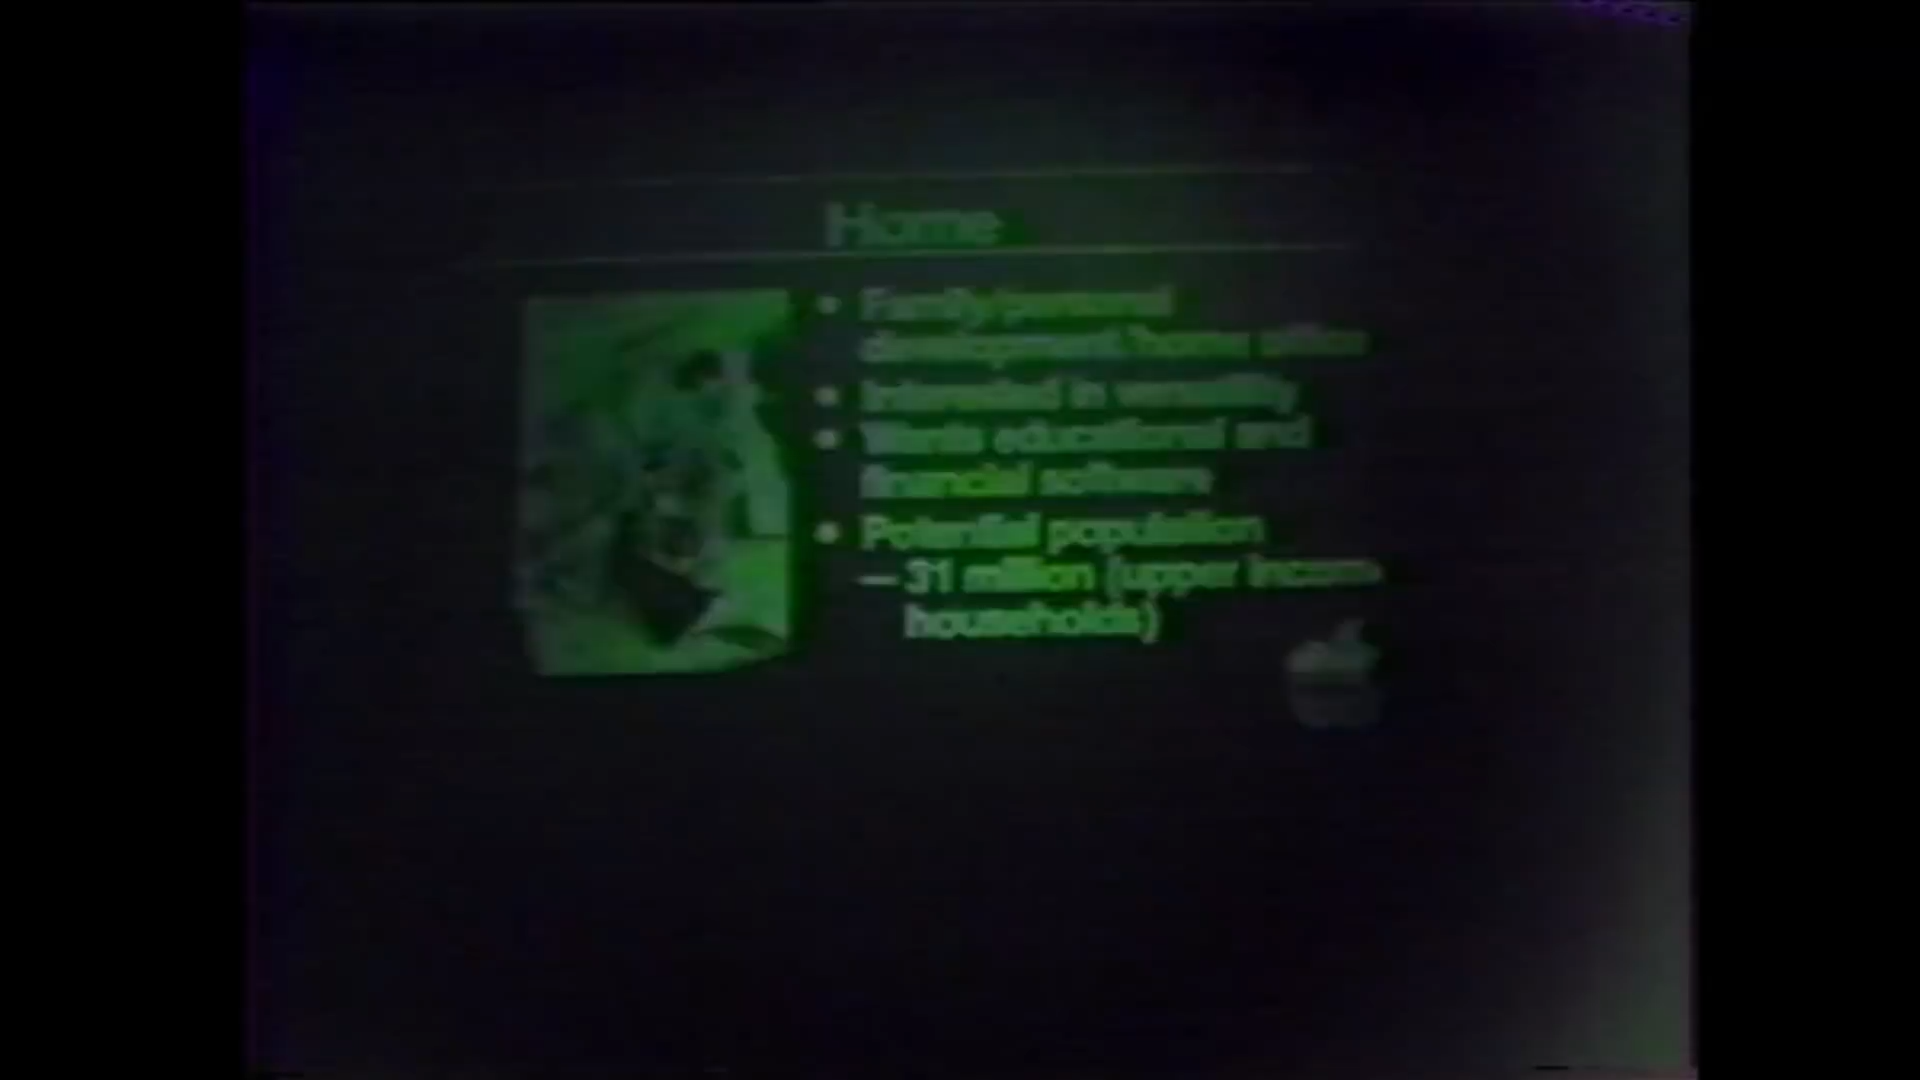 Home
• Family/personal
development/home office
• Interested in versatility
• Wants educational and
financial software
• Potential population
— 31 million (upper income
households)